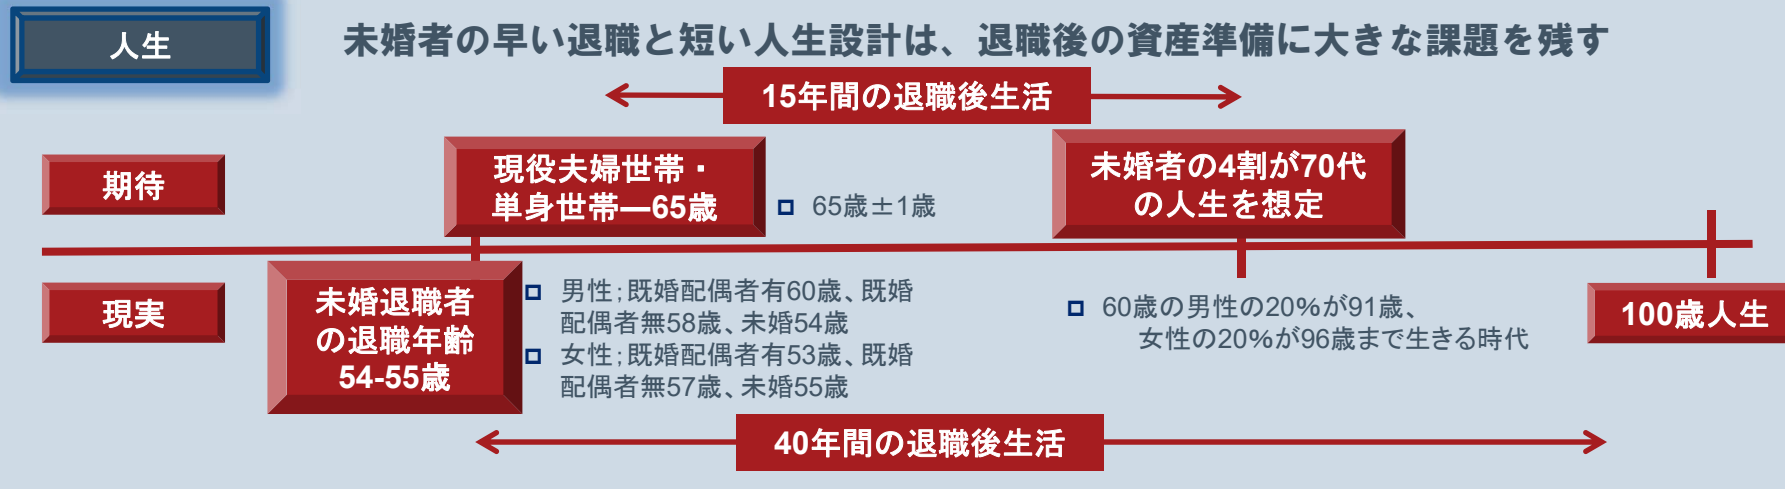 人生
未婚者の早い退職と短い人生設計は、退職後の資産準備に大きな課題を残す
15年間の退職後生活
期待
現役夫婦世帯・
単身世帯―65歳
65歳±1歳
未婚者の4割が70代
の人生を想定
現実
未婚退職者
の退職年齢
54-55歳
男性；既婚配偶者有60歳、既婚
配偶者無58歳、未婚54歳
女性；既婚配偶者有53歳、既婚
配偶者無57歳、未婚55歳
60歳の男性の20%が91歳、
女性の20%が96歳まで生きる時代
100歳人生
40年間の退職後生活